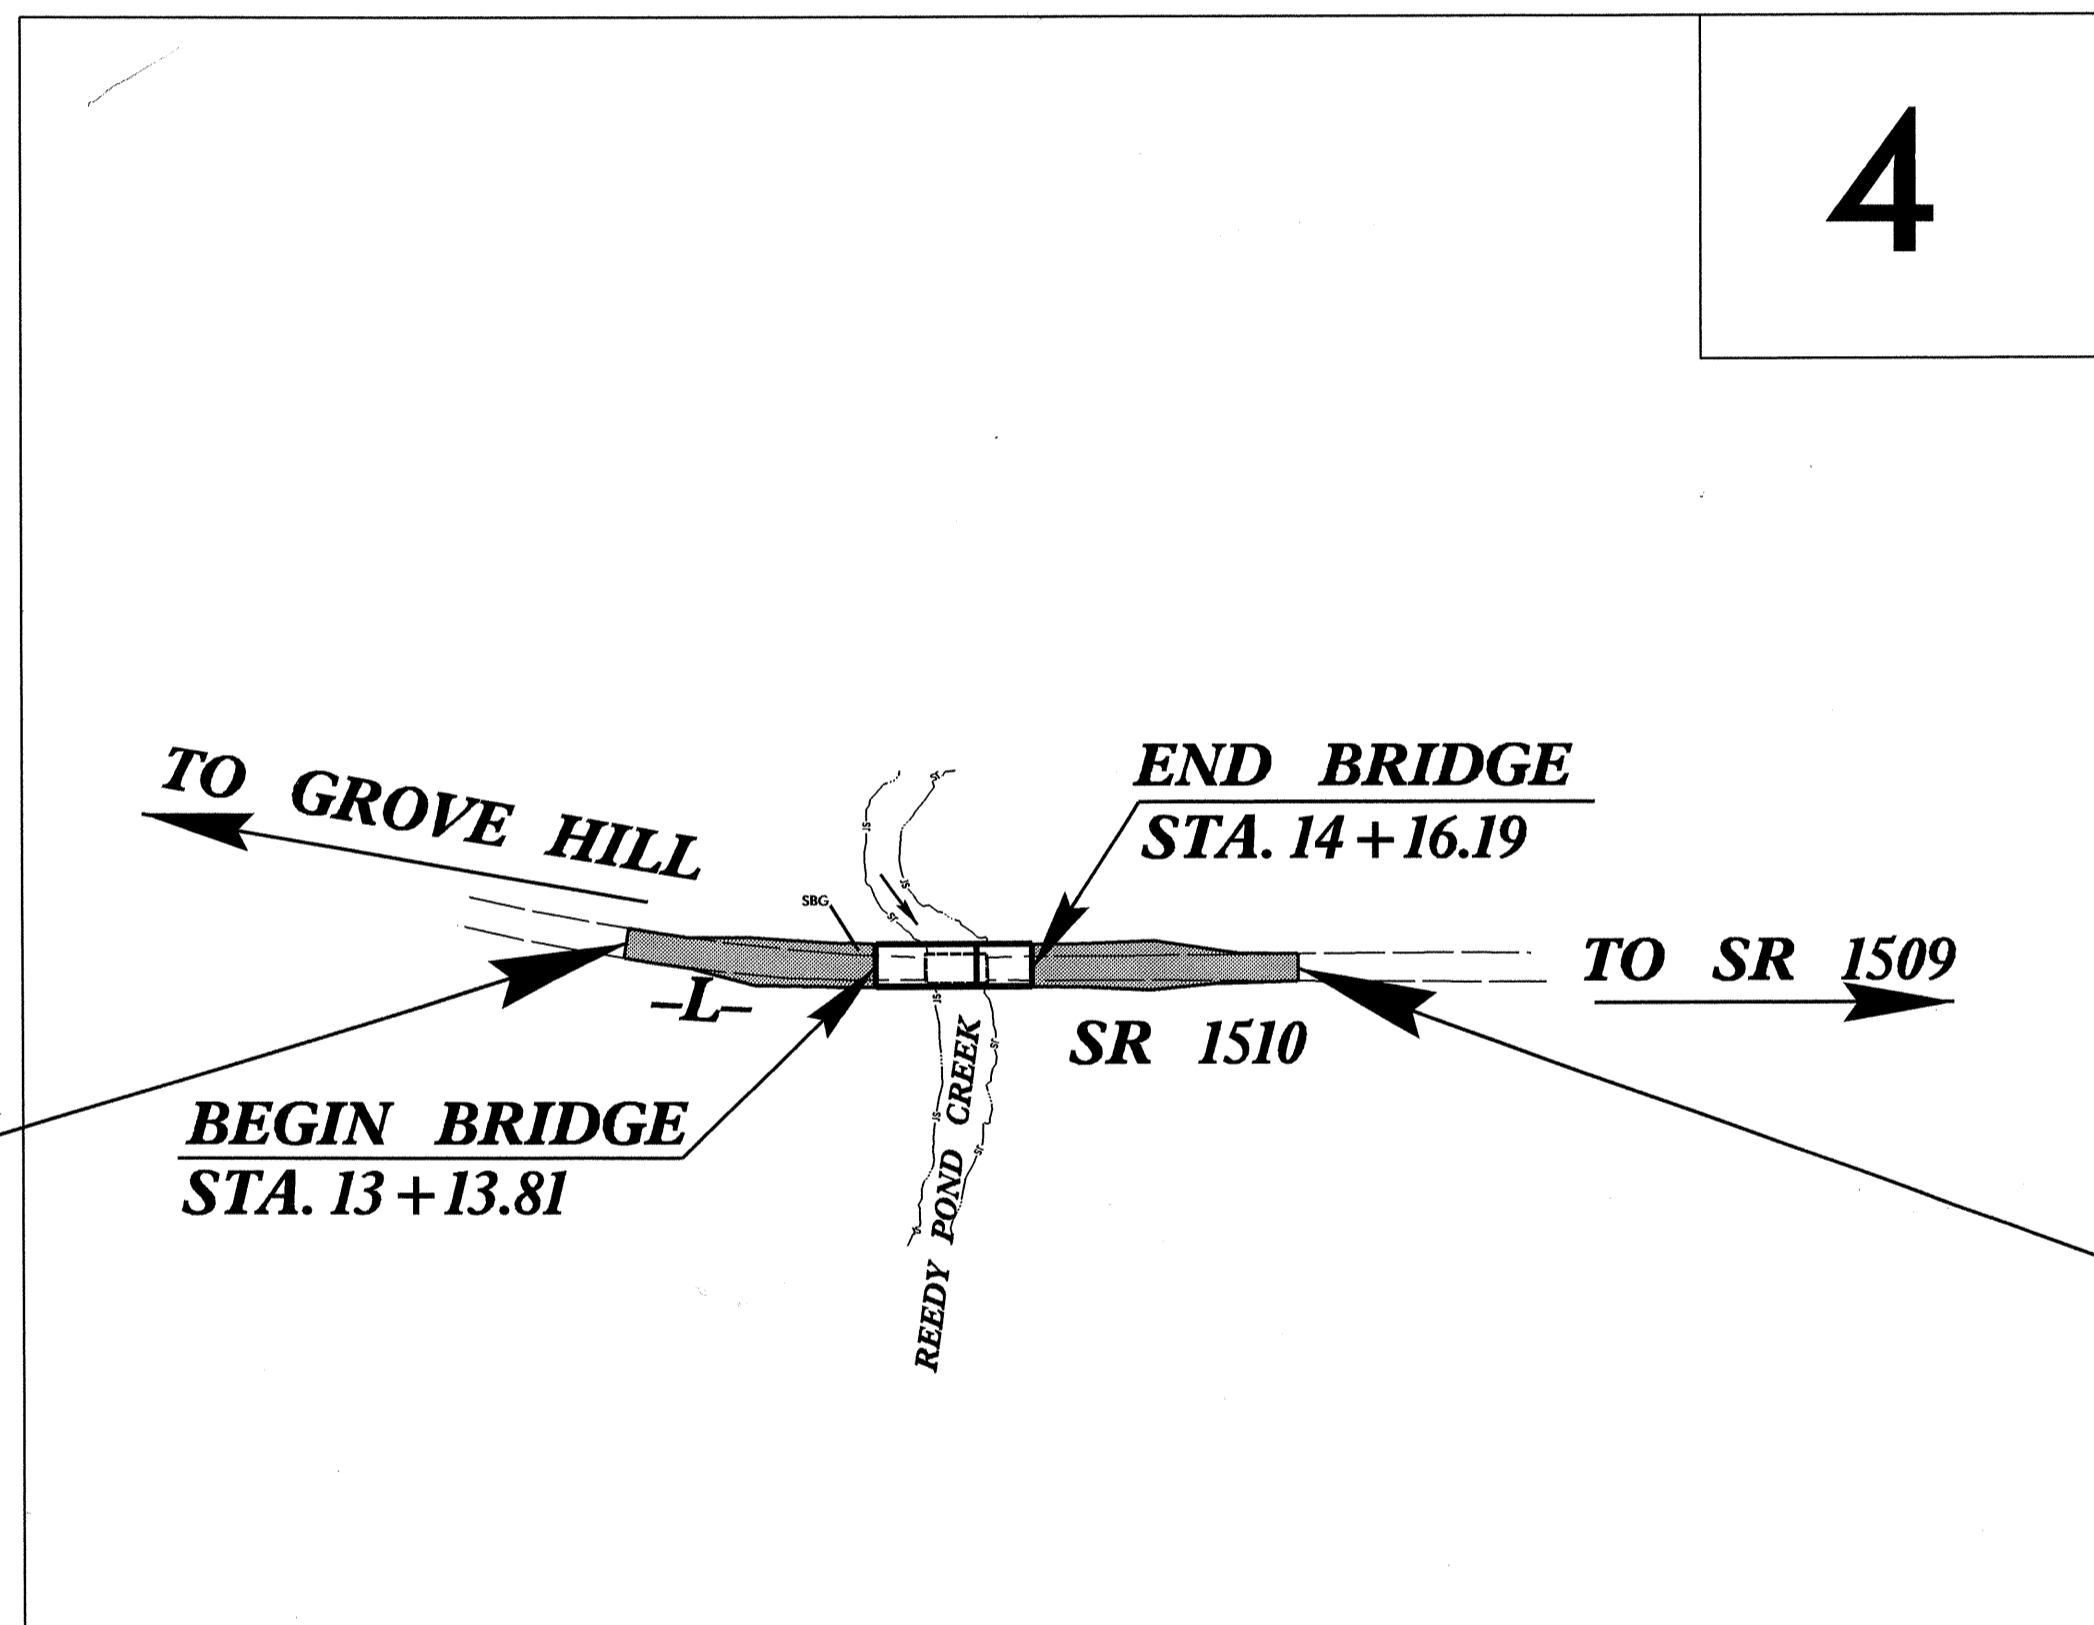 4
TO GROVE HILL
END BRIDGE
STA. 14+16.19
SBG
TO SR 1509
-L-
SR 1510
BEGIN BRIDGE
STA. 13+13.81
REEDY POND CREEK